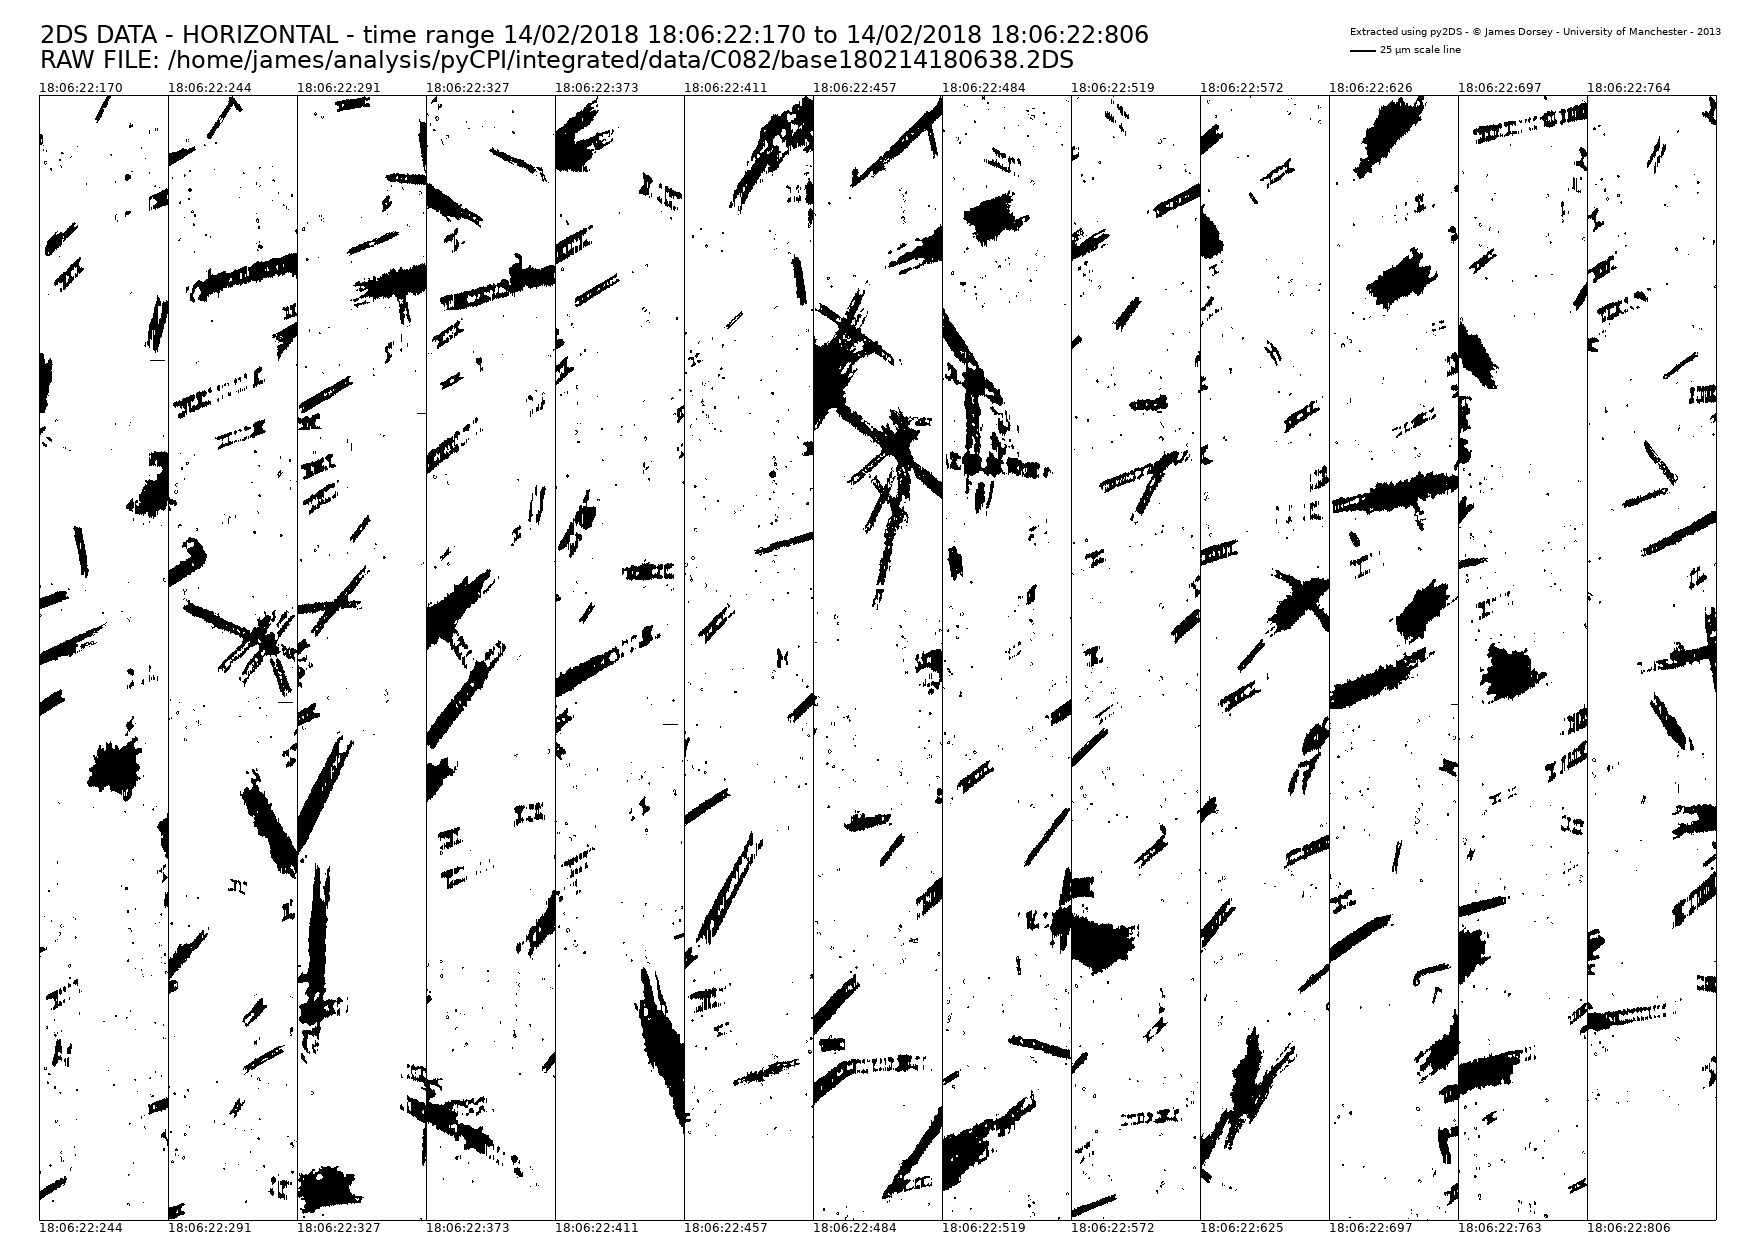 2DS DATA - HORIZONTAL - time range 14/02/2018 18:06:22:170 to 14/02/2018 18:06:22:806
RAW FILE: /home/james/analysis/pyCPI/integrated/data/C082/base180214180638.2DS
Extracted using py2DS - © James Dorsey - University of Manchester - 2013
25 µm scale line
18:06:22:170 18:06:22:244 18:06:22:291 18:06:22:327 18:06:22:373 18:06:22:411 18:06:22:457 18:06:22:484 18:06:22:519 18:06:22:572 18:06:22:626 18:06:22:697 18:06:22:764
18:06:22:244 18:06:22:291 18:06:22:327 18:06:22:373 18:06:22:411 18:06:22:457 18:06:22:484 18:06:22:519 18:06:22:572 18:06:22:625 18:06:22:697 18:06:22:763 18:06:22:806